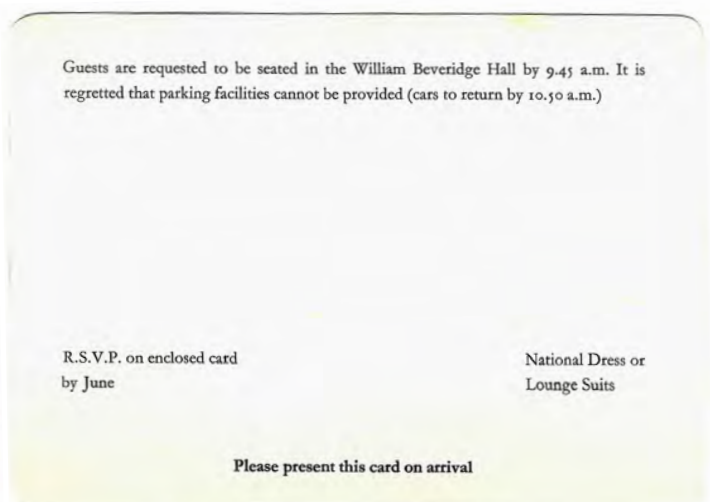 Guests are requested to be seated in the William Beveridge Hall by 9.45 a.m. It is
regretted that parking facilities cannot be provided (cars to return by 10.50 a.m.)
R.S.V.P. on enclosed card
by June
National Dress or
Lounge Suits
Please present this card on arrival